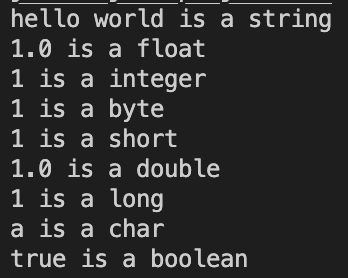 hello world is a string
1.0 is a float
1 is a integer
1 is a byte
1 is a short
1.0 is a double
1 is a long
a is a char
true is a boolean